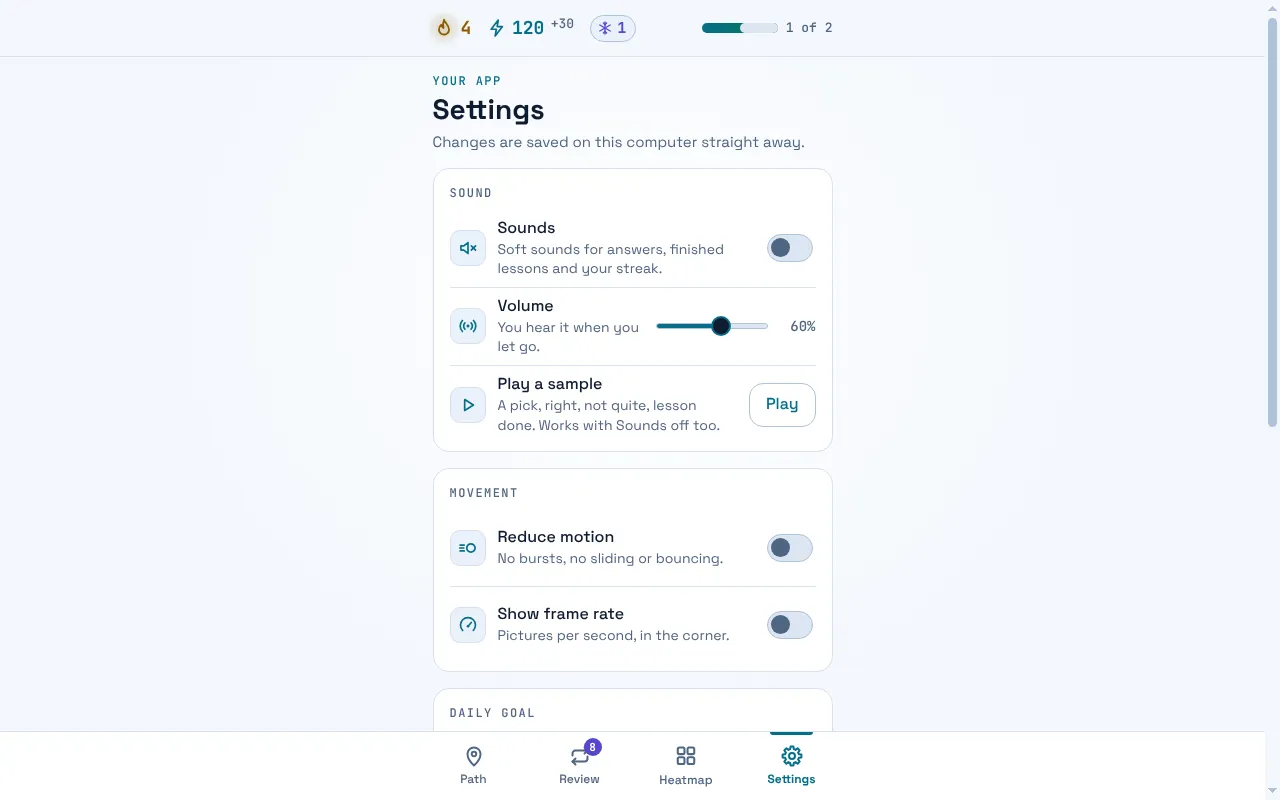 4 120 +30 1 1 of 2
YOUR APP
Settings
Changes are saved on this computer straight away.
SOUND
Sounds
Soft sounds for answers, finished
lessons and your streak.
Volume
You hear it when you
let go.
60%
Play a sample
A pick, right, not quite, lesson
done. Works with Sounds off too.
Play
MOVEMENT
Reduce motion
No bursts, no sliding or bouncing.
Show frame rate
Pictures per second, in the corner.
DAILY GOAL
8
Path Review Heatmap Settings